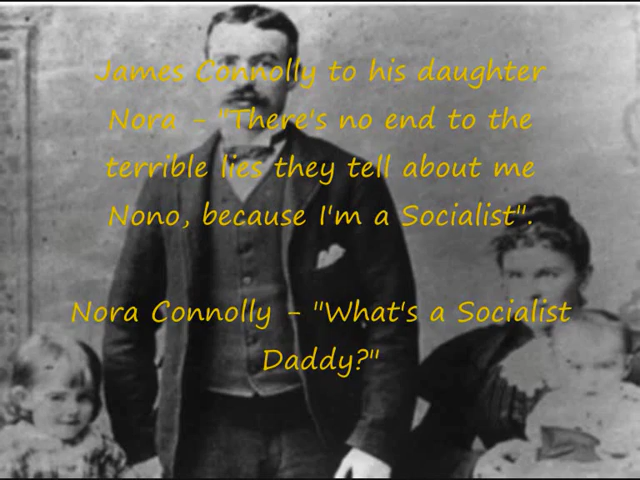 James Connolly to his daughter
Nora - "There's no end to the
terrible lies they tell about me
Nono, because I'm a Socialist".
Nora Connolly - "What's a Socialist
Daddy?"